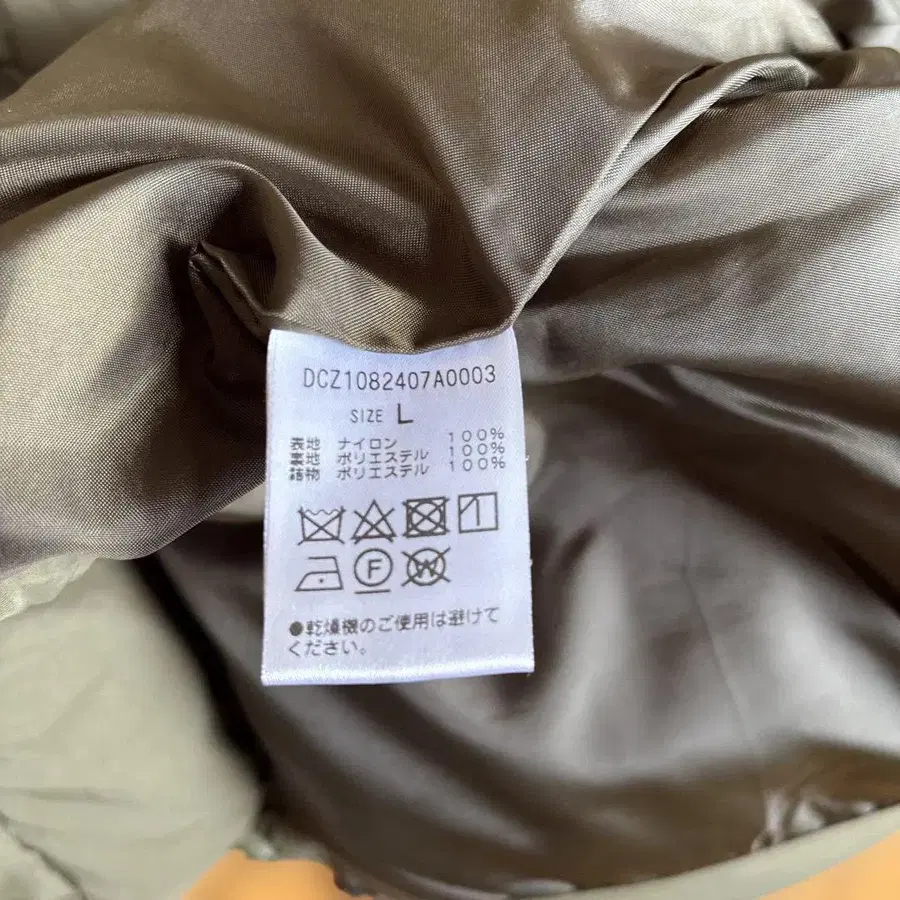 DCZ1082407A0003
SIZE L
表地 ナイロン 100%
裏地 ポリエステル 100%
詰物 ポリエステル 100%
F
W
●乾燥機のご使用は避けて
ください。